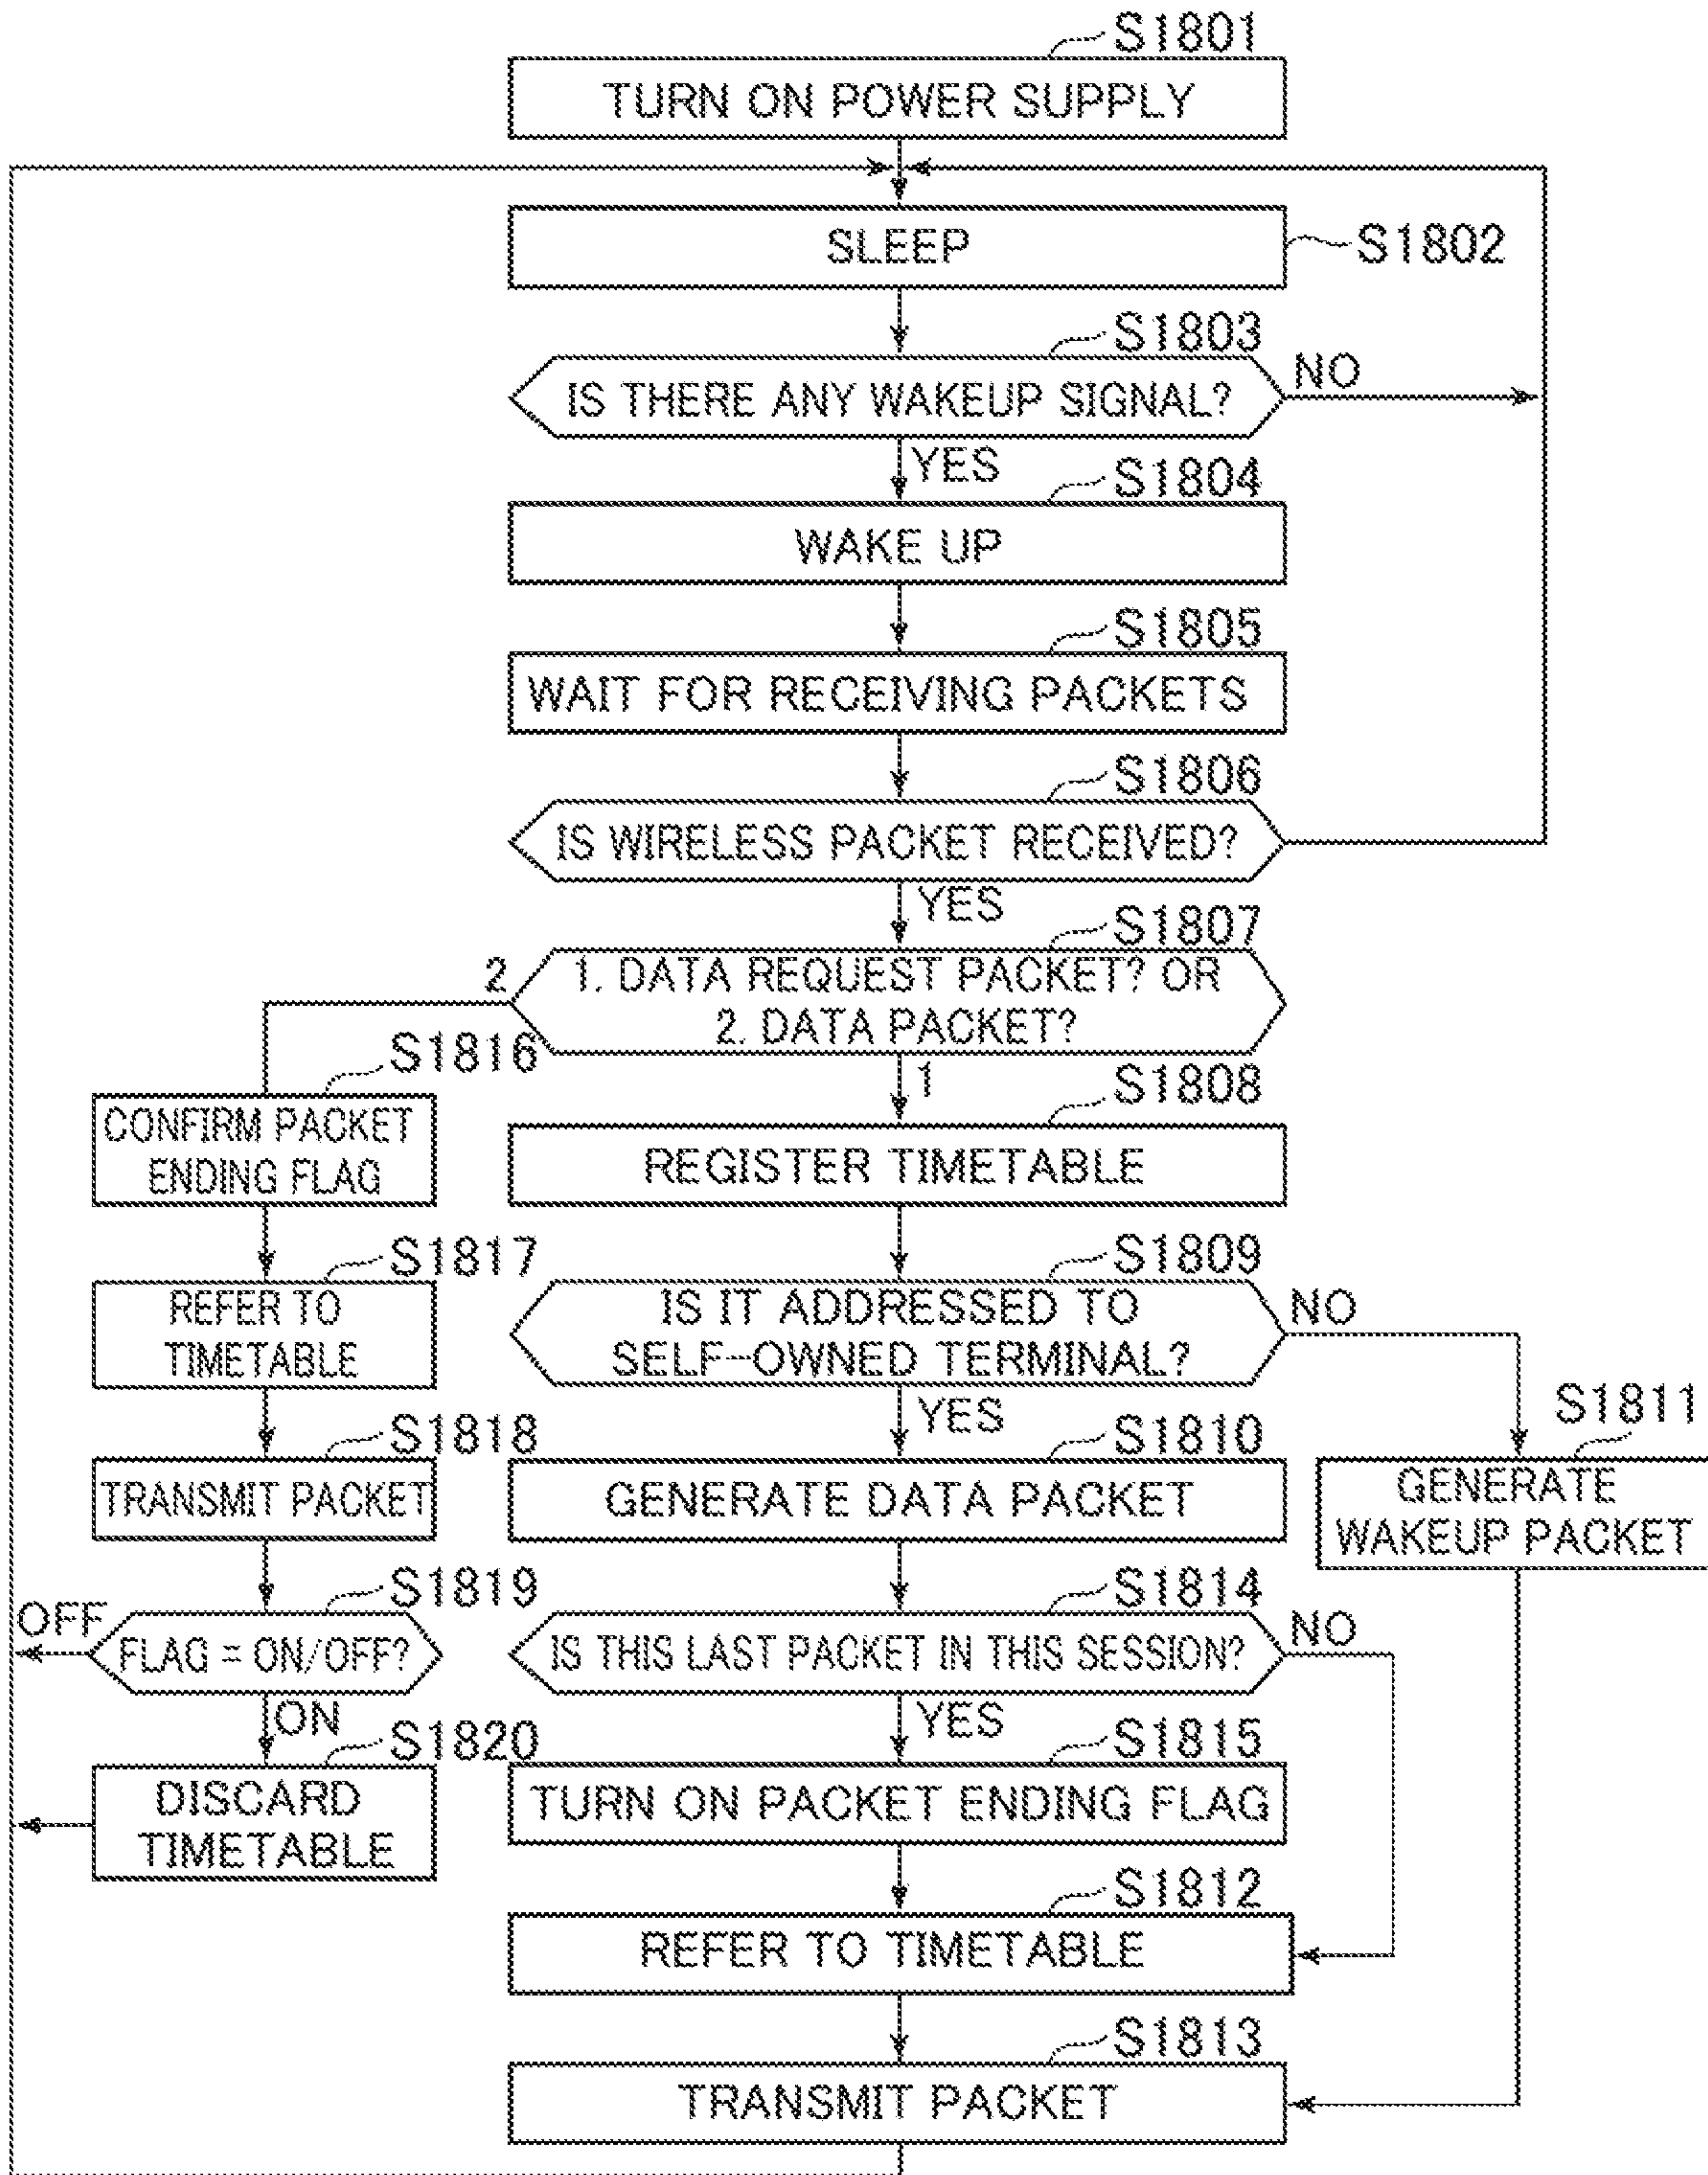 S1801
TURN ON POWER SUPPLY
SLEEP
S1802
S1803
IS THERE ANY WAKEUP SIGNAL?
NO
YES
S1804
WAKE UP
S1805
WAIT FOR RECEIVING PACKETS
S1806
IS WIRELESS PACKET RECEIVED?
YES
S1807
2
1. DATA REQUEST PACKET? OR
2. DATA PACKET?
S1816
1
S1808
CONFIRM PACKET
ENDING FLAG
REGISTER TIMETABLE
S1817
S1809
REFER TO
TIMETABLE
IS IT ADDRESSED TO
SELF-OWNED TERMINAL?
NO
YES
S1811
S1818
S1810
TRANSMIT PACKET
GENERATE DATA PACKET
GENERATE
WAKEUP PACKET
S1819
S1814
OFF
FLAG = ON/OFF?
IS THIS LAST PACKET IN THIS SESSION?
NO
ON
YES
S1820
S1815
DISCARD
TIMETABLE
TURN ON PACKET ENDING FLAG
S1812
REFER TO TIMETABLE
S1813
TRANSMIT PACKET